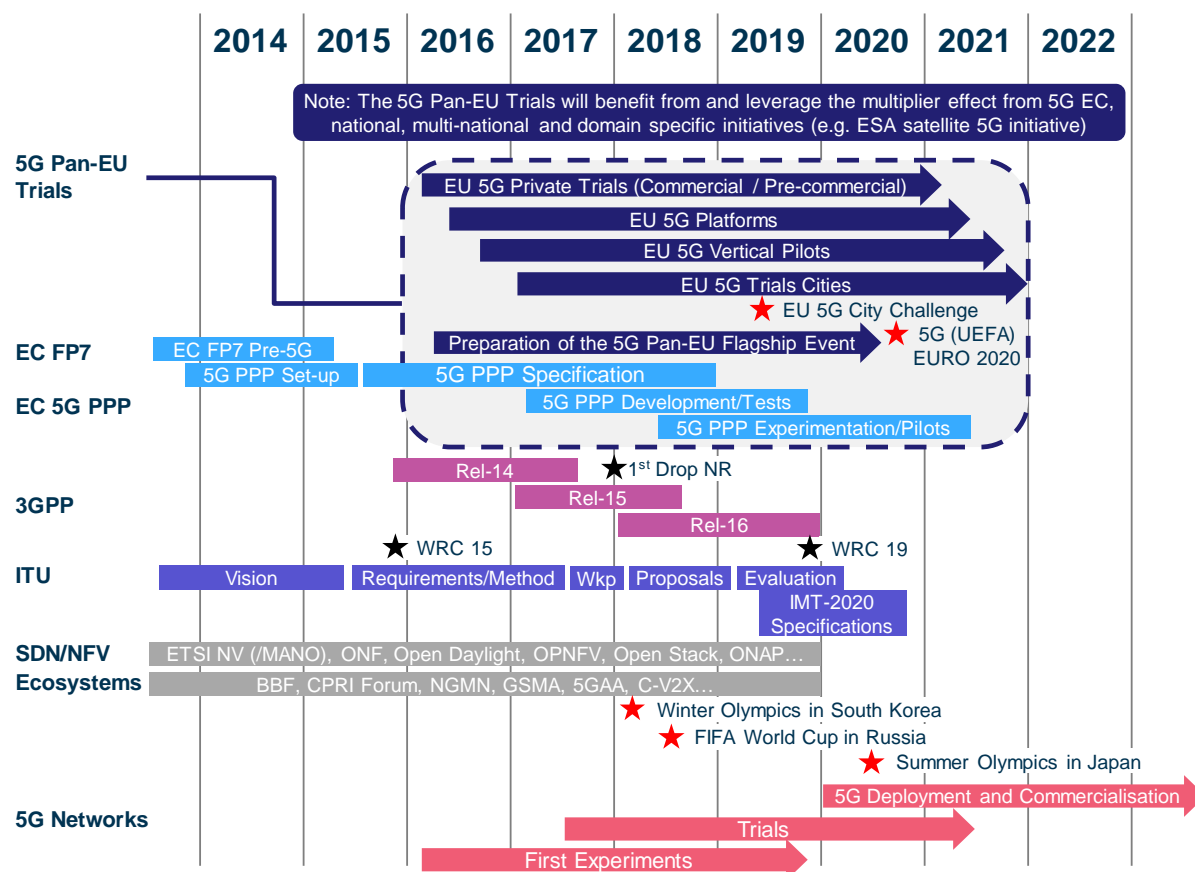 2014 2015 2016 2017 2018 2019 2020 2021 2022
Note: The 5G Pan-EU Trials will benefit from and leverage the multiplier effect from 5G EC,
national, multi-national and domain specific initiatives (e.g. ESA satellite 5G initiative)
5G Pan-EU
Trials
EU 5G Private Trials (Commercial / Pre-commercial)
EU 5G Platforms
EU 5G Vertical Pilots
EU 5G Trials Cities
EU 5G City Challenge
Preparation of the 5G Pan-EU Flagship Event
5G (UEFA)
EURO 2020
EC FP7
EC FP7 Pre-5G
5G PPP Set-up
5G PPP Specification
EC 5G PPP
5G PPP Development/Tests
5G PPP Experimentation/Pilots
Rel-14
1st Drop NR
3GPP
Rel-15
Rel-16
WRC 15
WRC 19
ITU
Vision
Requirements/Method
Wkp
Proposals
Evaluation
IMT-2020
Specifications
SDN/NFV
Ecosystems
ETSI NV (/MANO), ONF, Open Daylight, OPNFV, Open Stack, ONAP...
BBF, CPRI Forum, NGMN, GSMA, 5GAA, C-V2X...
Winter Olympics in South Korea
FIFA World Cup in Russia
Summer Olympics in Japan
5G Networks
5G Deployment and Commercialisation
Trials
First Experiments